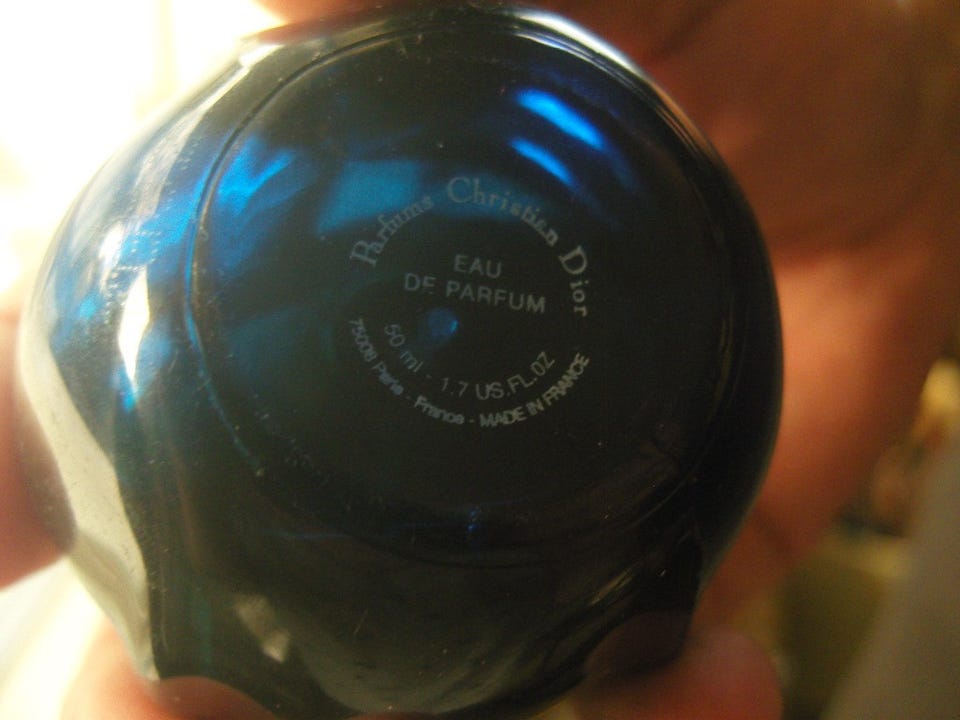 Parfums Christian Dior
EAU
DE PARFUM
50 ml - 1.7 US.FL.OZ
75008 Paris - France - MADE IN FRANCE